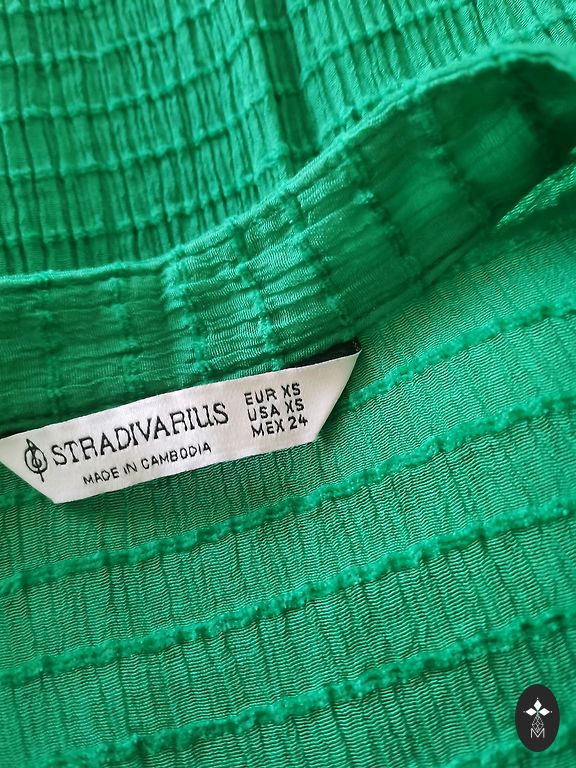 STRADIVARIUS
MADE IN CAMBODIA
EUR XS
USA XS
MEX 24
M